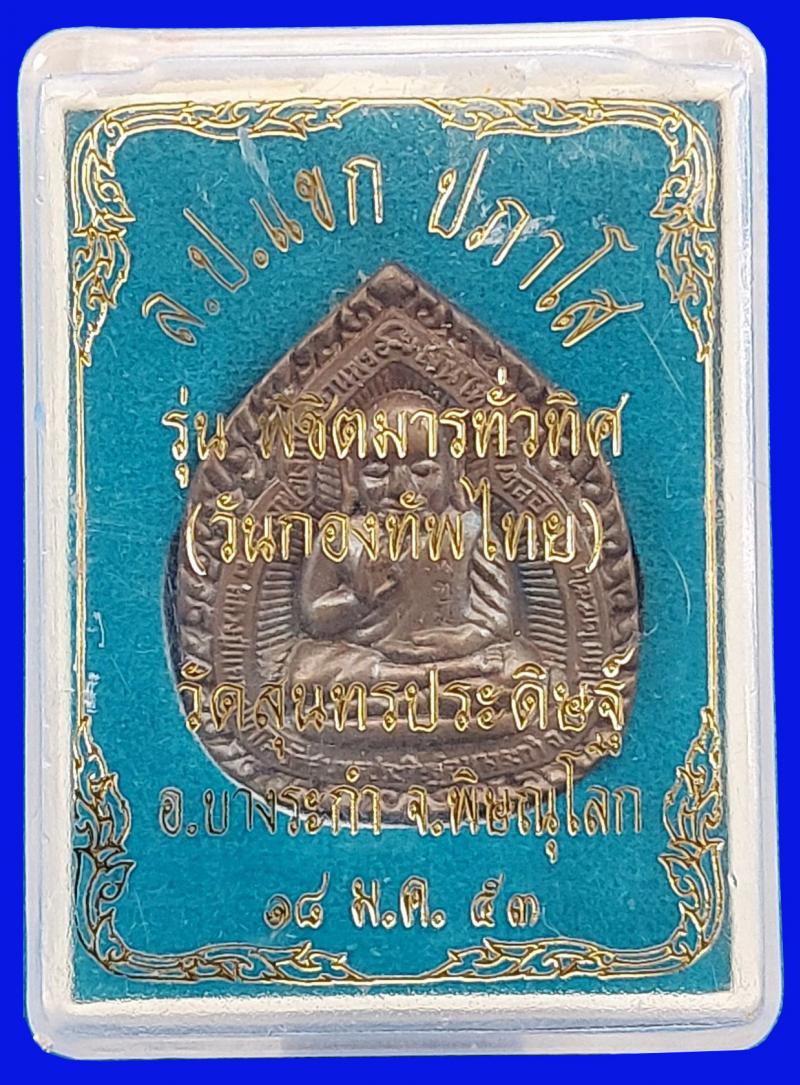 ล.ป.แขก ปภาโส
รุ่น พิชิตมารทั่วทิศ
(วันกองทัพไทย)
วัดสุนทรประดิษฐ์
อ.บางระกำ จ.พิษณุโลก
๑๘ ม.ค. ๕๓